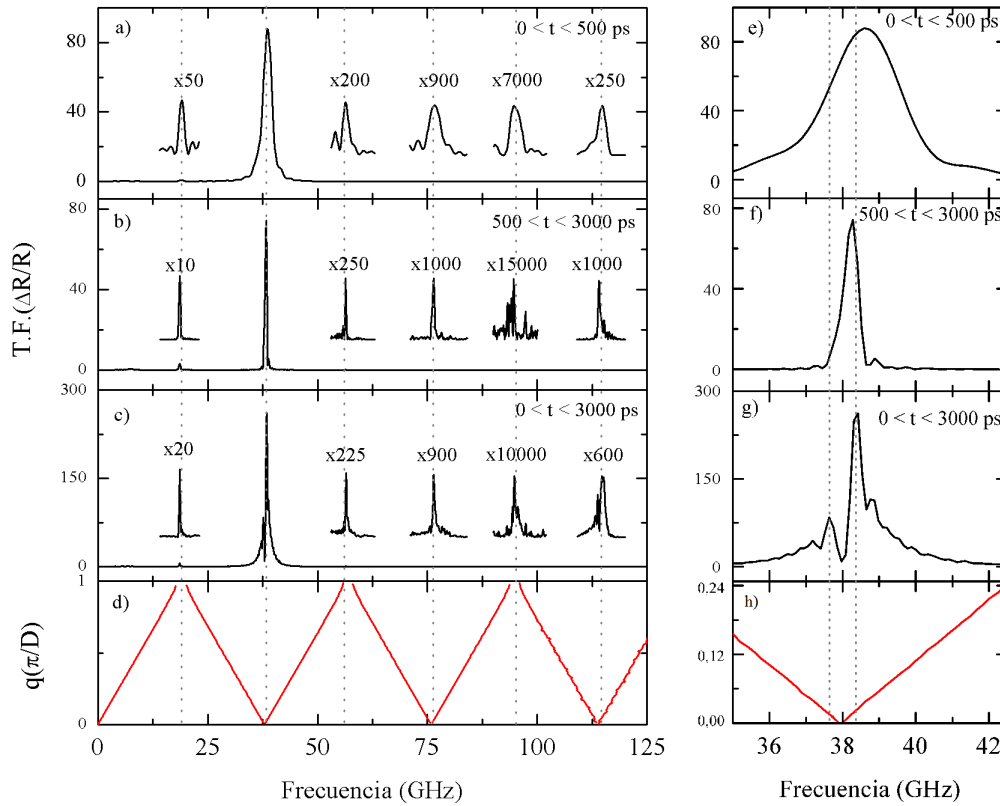 a)
0 < t < 500 ps
80
40
0
x50
x200
x900
x7000
x250
b)
500 < t < 3000 ps
80
40
0
x10
x250
x1000
x15000
x1000
T.F.(ΔR/R)
c)
0 < t < 3000 ps
300
150
0
x20
x225
x900
x10000
x600
d)
1
0
q(π/D)
0
25
50
75
100
125
Frecuencia (GHz)
e)
0 < t < 500 ps
80
40
0
f)
500 < t < 3000 ps
80
40
0
g)
0 < t < 3000 ps
300
150
0
h)
0.24
0.12
0,00
36
38
40
42
Frecuencia (GHz)